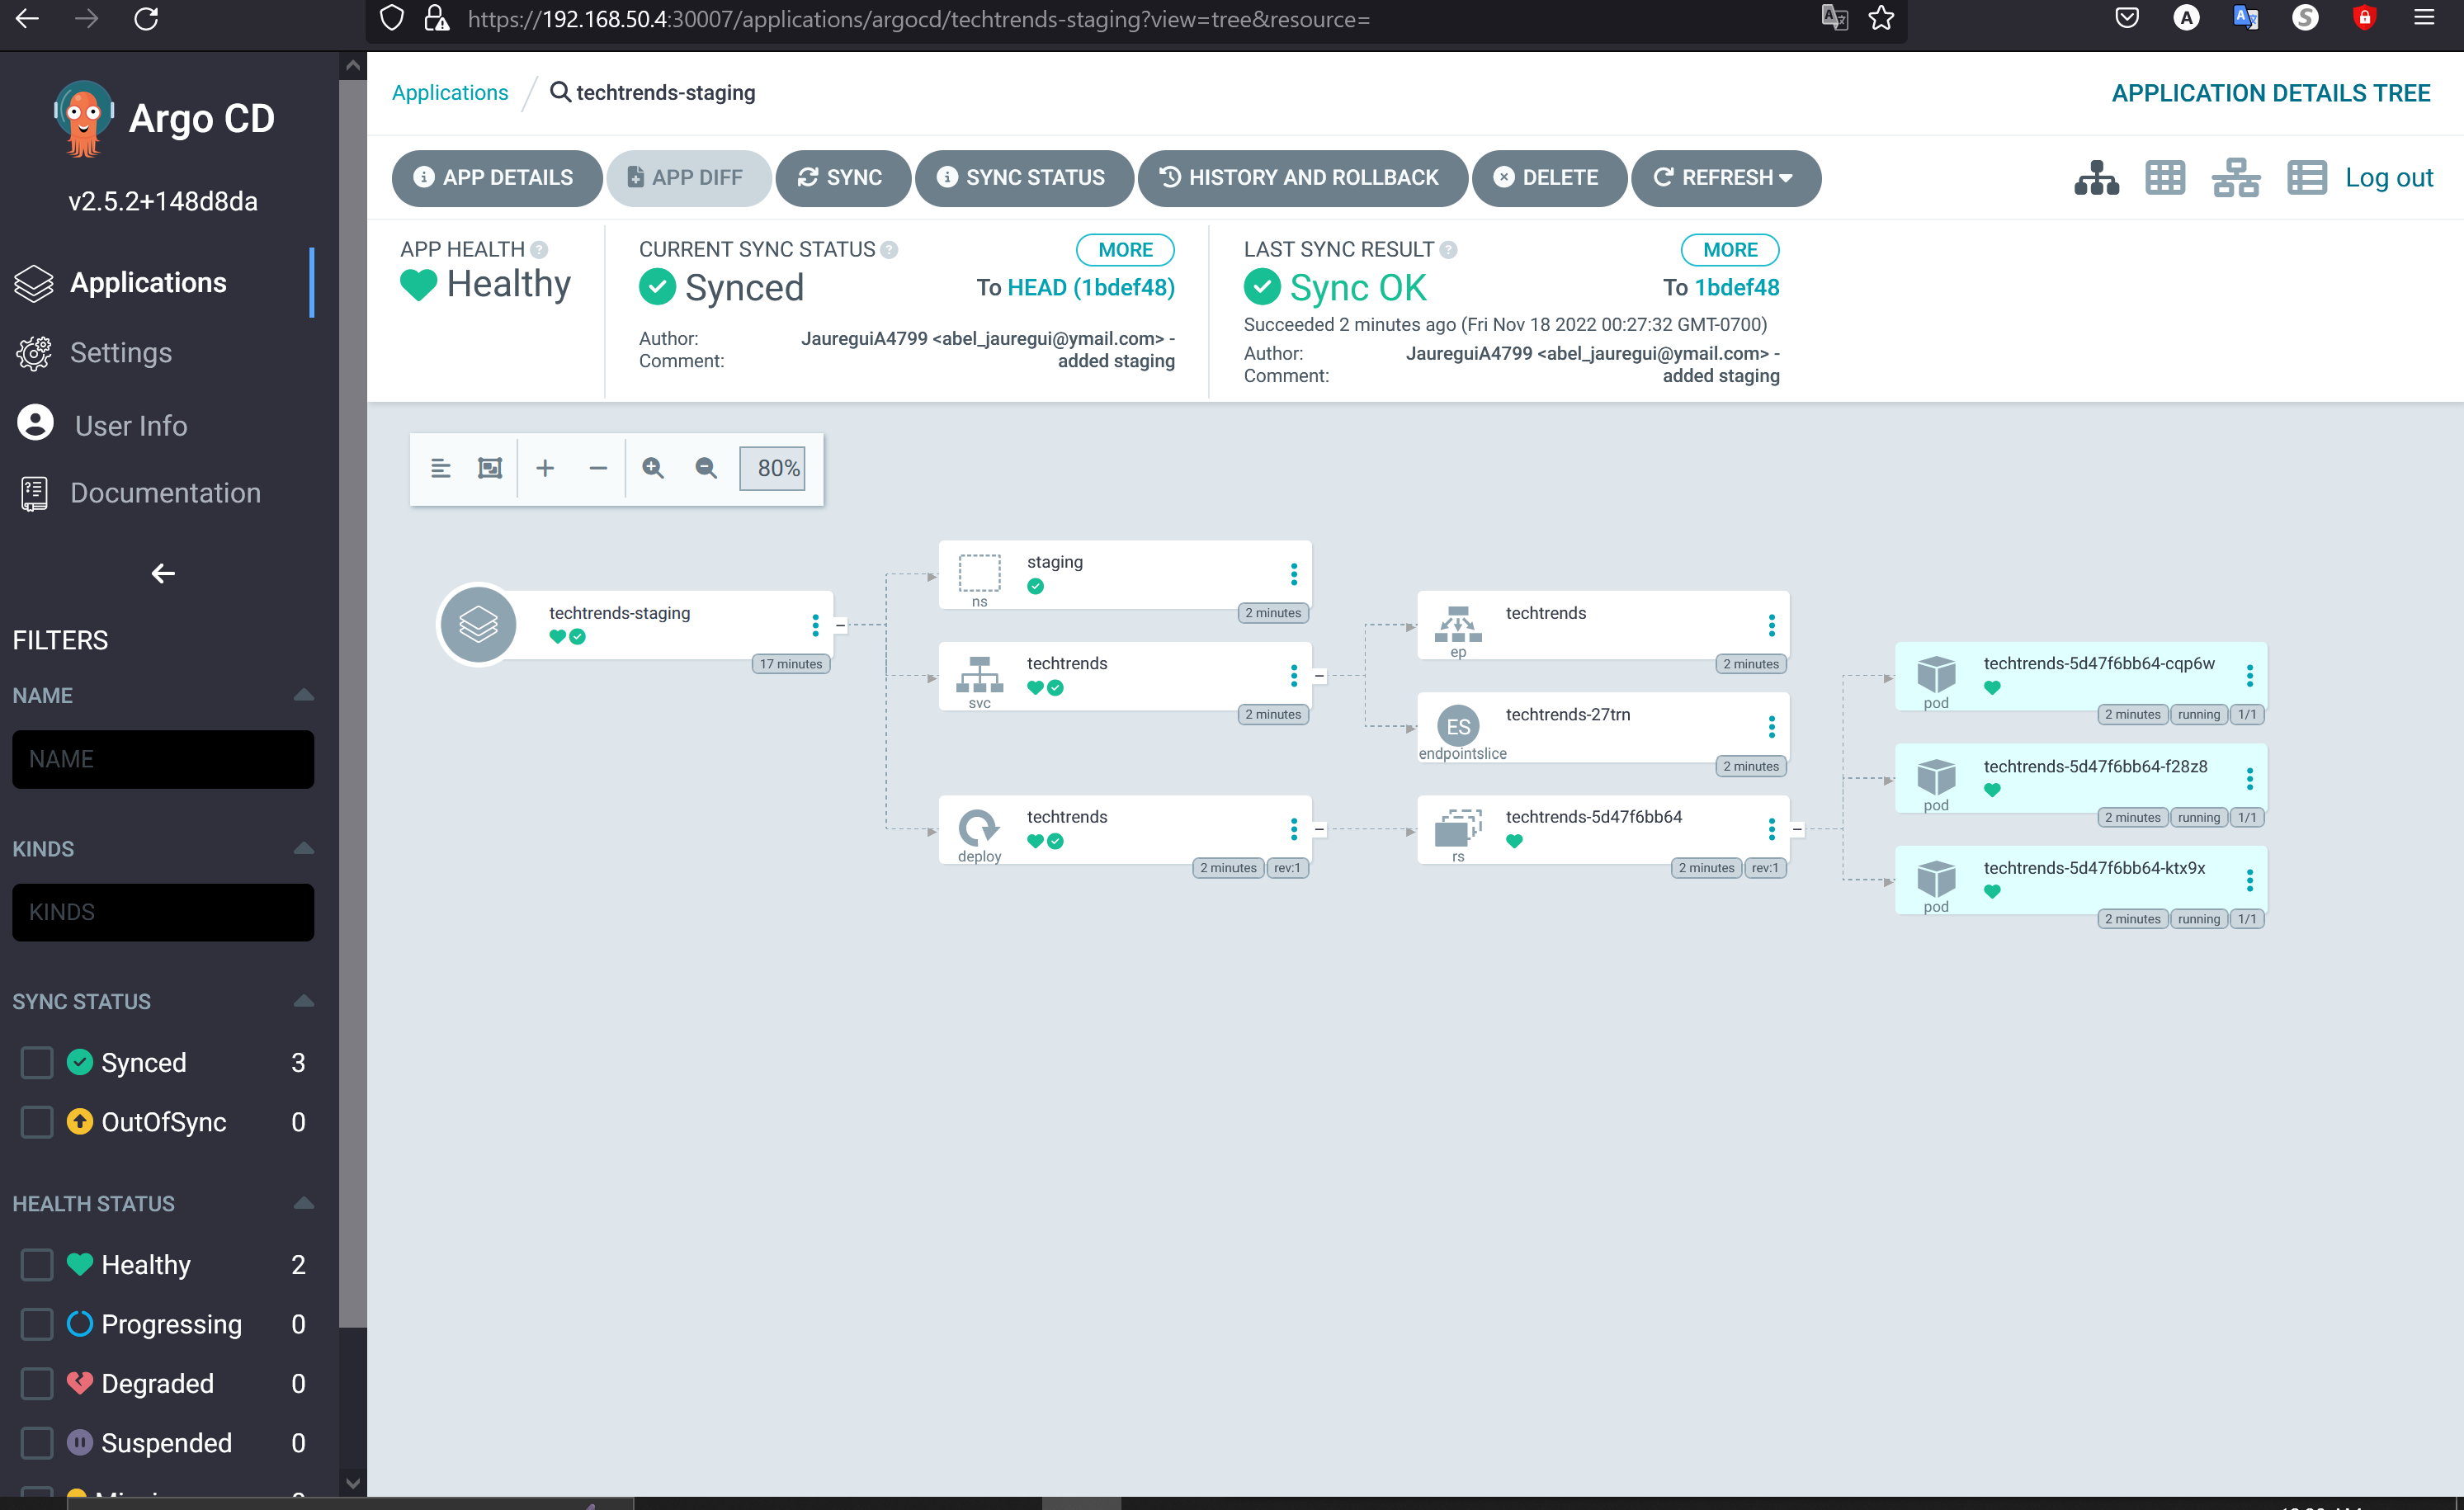 https://192.168.50.4:30007/applications/argocd/techtrends-staging?view=tree&resource=
Argo CD
v2.5.2+148d8da
Applications
Settings
User Info
Documentation
FILTERS
NAME
NAME
KINDS
KINDS
SYNC STATUS
Synced 3
OutOfSync 0
HEALTH STATUS
Healthy 2
Progressing 0
Degraded 0
Suspended 0
Applications / techtrends-staging
APPLICATION DETAILS TREE
APP DETAILS
APP DIFF
SYNC
SYNC STATUS
HISTORY AND ROLLBACK
DELETE
REFRESH
Log out
APP HEALTH ?
Healthy
CURRENT SYNC STATUS ?
MORE
Synced
To HEAD (1bdef48)
Author: JaureguiA4799 <abel_jauregui@ymail.com> -
Comment: added staging
LAST SYNC RESULT ?
MORE
Sync OK
To 1bdef48
Succeeded 2 minutes ago (Fri Nov 18 2022 00:27:32 GMT-0700)
Author: JaureguiA4799 <abel_jauregui@ymail.com> -
Comment: added staging
80%
techtrends-staging
17 minutes
staging
ns
2 minutes
techtrends
svc
2 minutes
techtrends
deploy
2 minutes rev:1
techtrends
ep
2 minutes
ES
techtrends-27trn
endpointslice
2 minutes
techtrends-5d47f6bb64
rs
2 minutes rev:1
techtrends-5d47f6bb64-cqp6w
pod
2 minutes running 1/1
techtrends-5d47f6bb64-f28z8
pod
2 minutes running 1/1
techtrends-5d47f6bb64-ktx9x
pod
2 minutes running 1/1